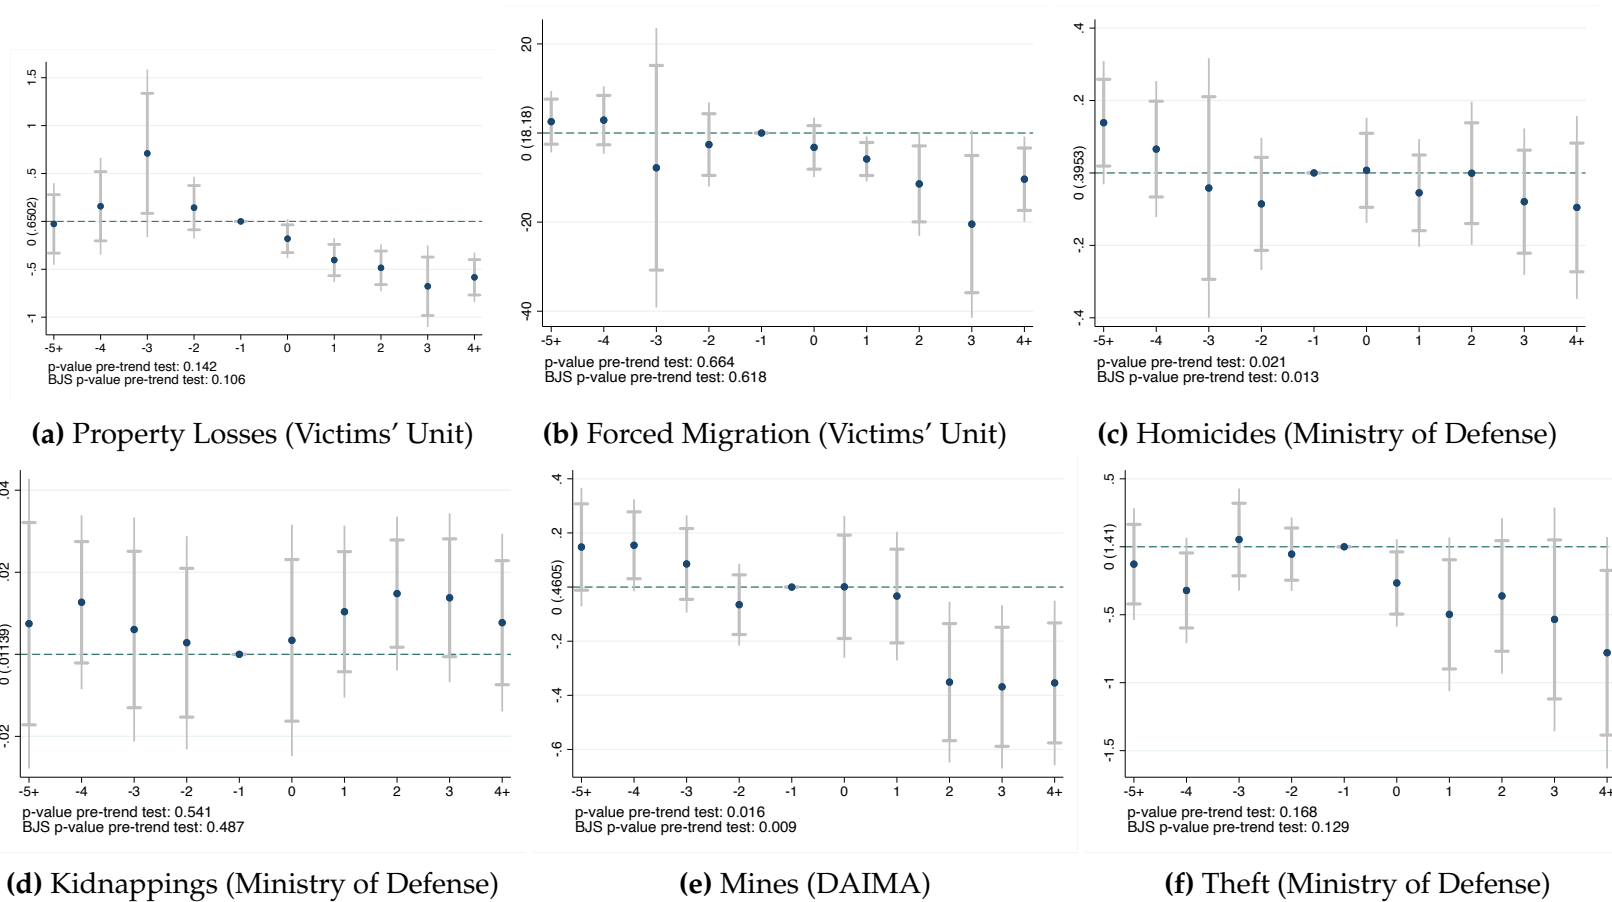 1.5
1
.5
0 (.6502)
-.5
-1
-5+ -4 -3 -2 -1 0 1 2 3 4+
p-value pre-trend test: 0.142
BJS p-value pre-trend test: 0.106
(a) Property Losses (Victims' Unit)
20
0 (18.18)
-20
-40
-5+ -4 -3 -2 -1 0 1 2 3 4+
p-value pre-trend test: 0.664
BJS p-value pre-trend test: 0.618
(b) Forced Migration (Victims' Unit)
.4
.2
0 (.3953)
-.2
-.4
-5+ -4 -3 -2 -1 0 1 2 3 4+
p-value pre-trend test: 0.021
BJS p-value pre-trend test: 0.013
(c) Homicides (Ministry of Defense)
.04
.02
0 (.01139)
-.02
-5+ -4 -3 -2 -1 0 1 2 3 4+
p-value pre-trend test: 0.541
BJS p-value pre-trend test: 0.487
(d) Kidnappings (Ministry of Defense)
.4
.2
0 (.4605)
-.2
-.4
-.6
-5+ -4 -3 -2 -1 0 1 2 3 4+
p-value pre-trend test: 0.016
BJS p-value pre-trend test: 0.009
(e) Mines (DAIMA)
.5
0 (1.41)
-.5
-1
-1.5
-5+ -4 -3 -2 -1 0 1 2 3 4+
p-value pre-trend test: 0.168
BJS p-value pre-trend test: 0.129
(f) Theft (Ministry of Defense)